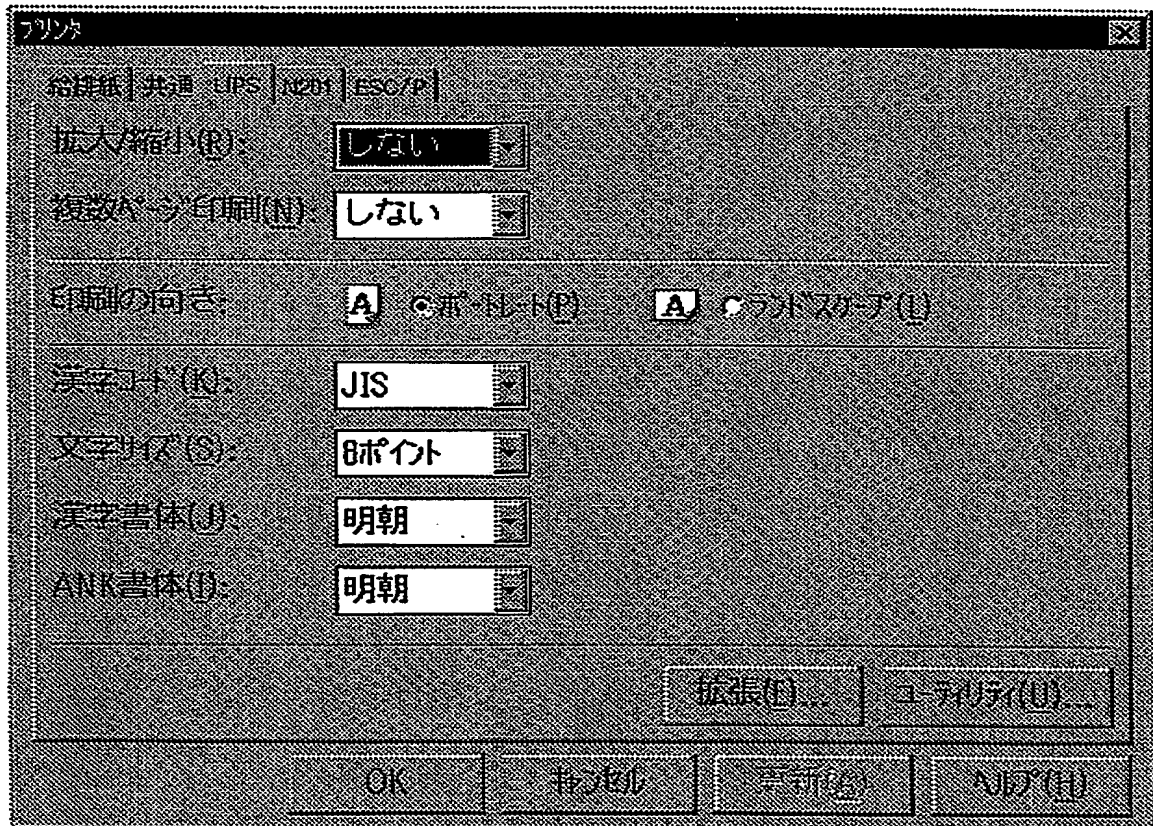 プリンタ
給排紙 共通 LIPS N201 ESC/P
拡大/縮小(R): しない
複数ページ印刷(N): しない
印刷の向き: A ポートレート(P) A ランドスケープ(L)
漢字コード(K): JIS
文字サイズ(S): 8ポイント
漢字書体(J): 明朝
ANK書体(I): 明朝
拡張(E)... ユーティリティ(U)...
OK キャンセル 更新(A) ヘルプ(H)